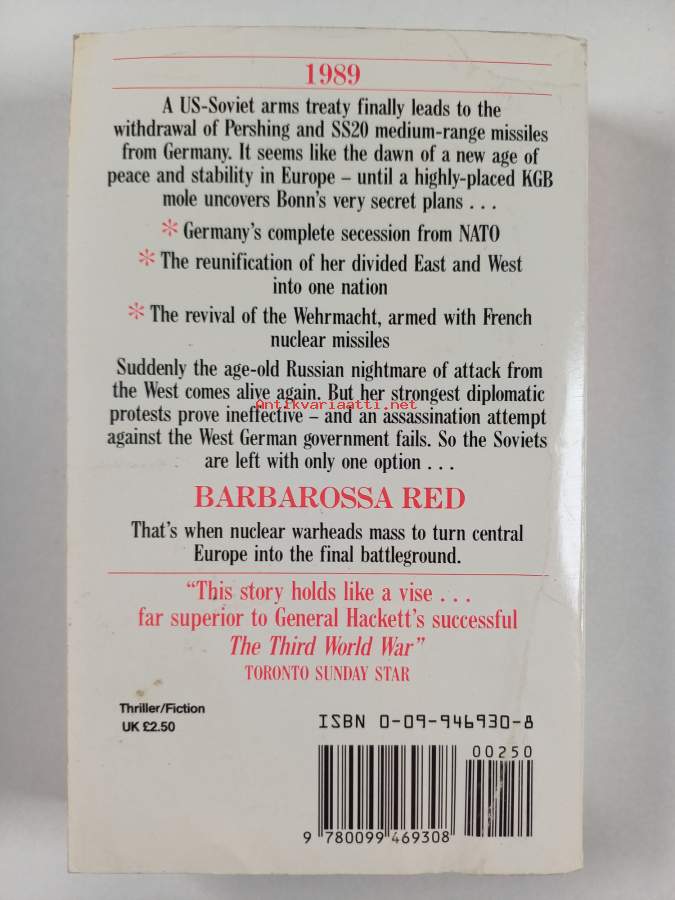 1989
A US-Soviet arms treaty finally leads to the
withdrawal of Pershing and SS20 medium-range missiles
from Germany. It seems like the dawn of a new age of
peace and stability in Europe – until a highly-placed KGB
mole uncovers Bonn's very secret plans . . .
* Germany's complete secession from NATO
* The reunification of her divided East and West
into one nation
* The revival of the Wehrmacht, armed with French
nuclear missiles
Suddenly the age-old Russian nightmare of attack from
the West comes alive again. But her strongest diplomatic
Antikvariaatti.net
protests prove ineffective – and an assassination attempt
against the West German government fails. So the Soviets
are left with only one option . . .
BARBAROSSA RED
That's when nuclear warheads mass to turn central
Europe into the final battleground.
"This story holds like a vise . . .
far superior to General Hackett's successful
The Third World War"
TORONTO SUNDAY STAR
Thriller/Fiction
UK £2.50
ISBN 0-09-946930-8
00250
9 780099 469308